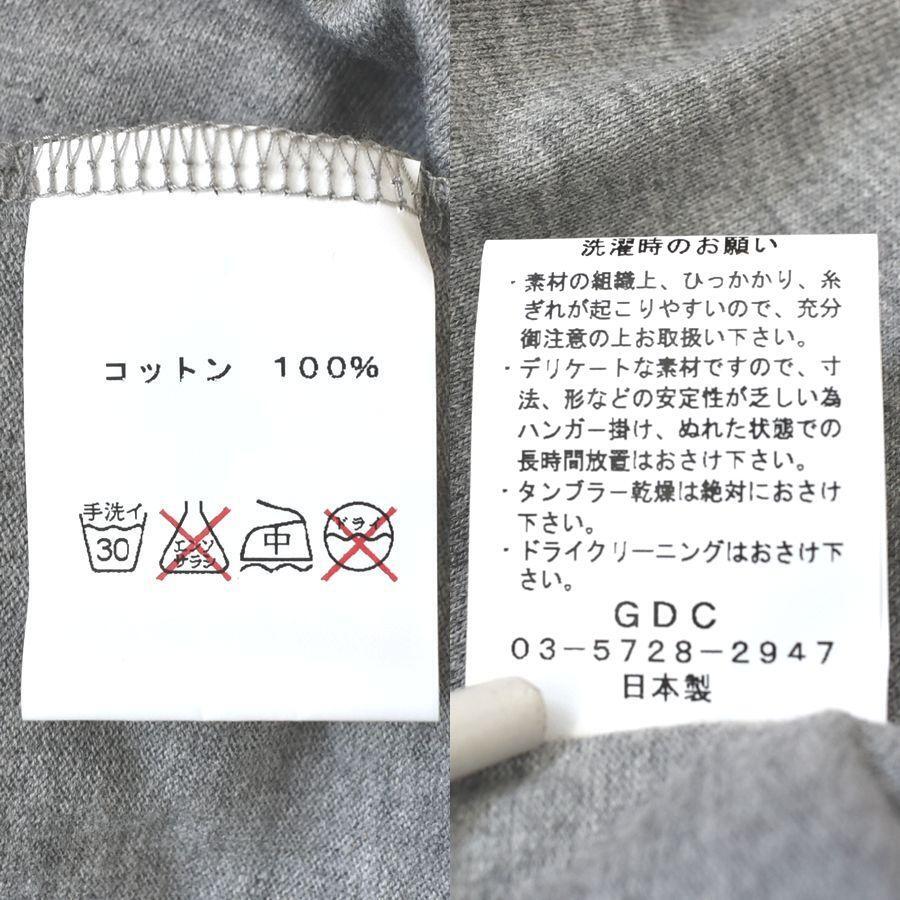 コットン 100%
手洗イ
30
エンソ
サラシ
中
ドライ
洗濯時のお願い
・素材の組織上、ひっかかり、糸
ぎれが起こりやすいので、充分
御注意の上お取扱い下さい。
・デリケートな素材ですので、寸
法、形などの安定性が乏しい為
ハンガー掛け、ぬれた状態での
長時間放置はおさけ下さい。
・タンブラー乾燥は絶対におさけ
下さい。
・ドライクリーニングはおさけ下
さい。
GDC
03-5728-2947
日本製